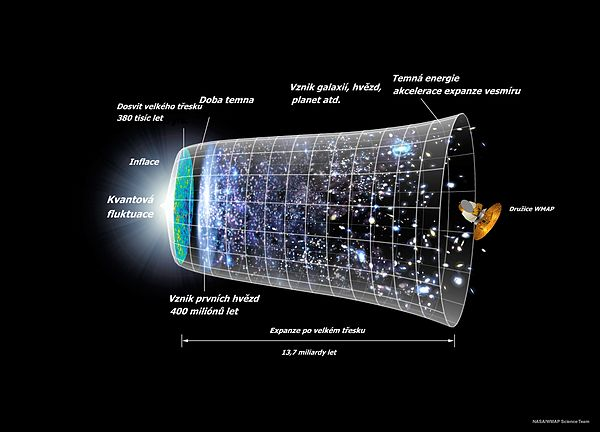 Temná energie
akcelerace expanze vesmíru
Vznik galaxií, hvězd,
planet atd.
Doba temna
Dosvit velkého třesku
380 tisíc let
Inflace
Kvantová
fluktuace
Družice WMAP
Vznik prvních hvězd
400 miliónů let
Expanze po velkém třesku
13,7 miliardy let
NASA/WMAP Science Team